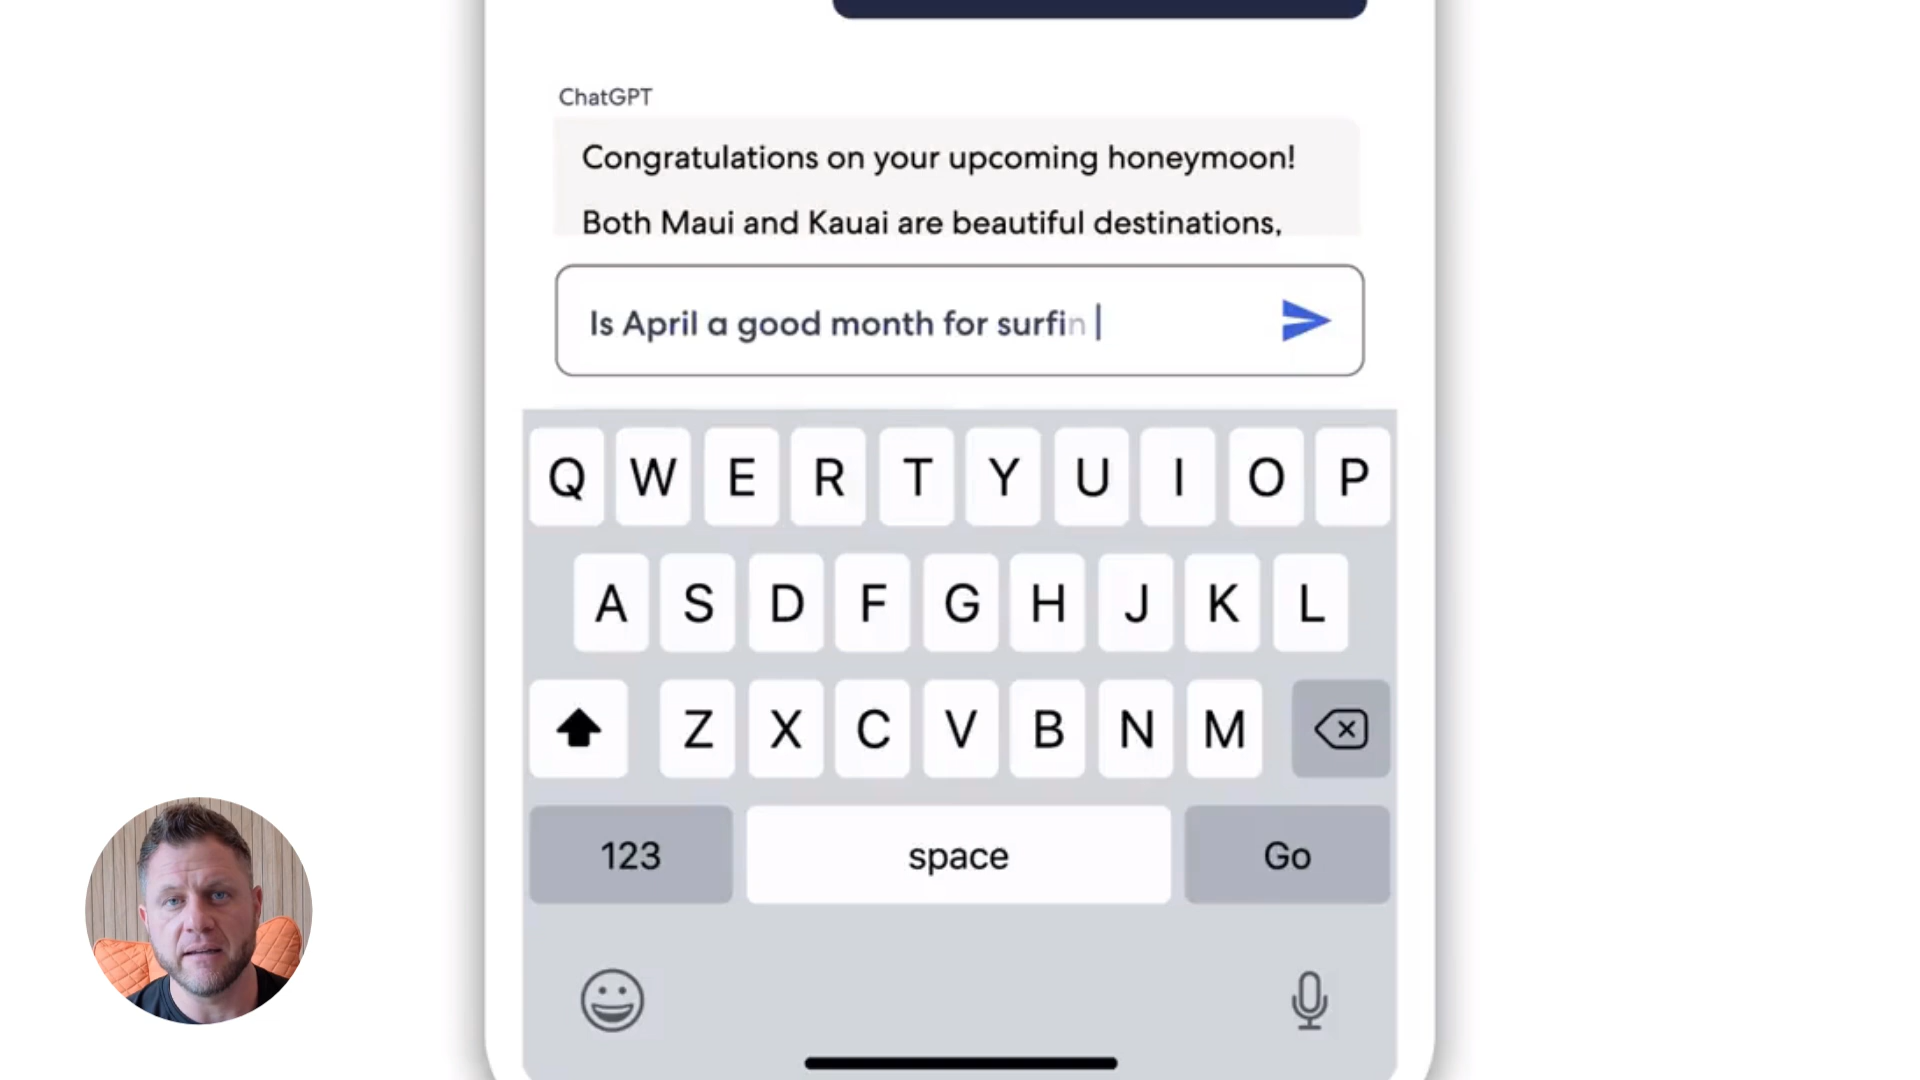 ChatGPT
Congratulations on your upcoming honeymoon!
Both Maui and Kauai are beautiful destinations,
Is April a good month for surfin
Q W E R T Y U I O P
A S D F G H J K L
Z X C V B N M
123 space Go